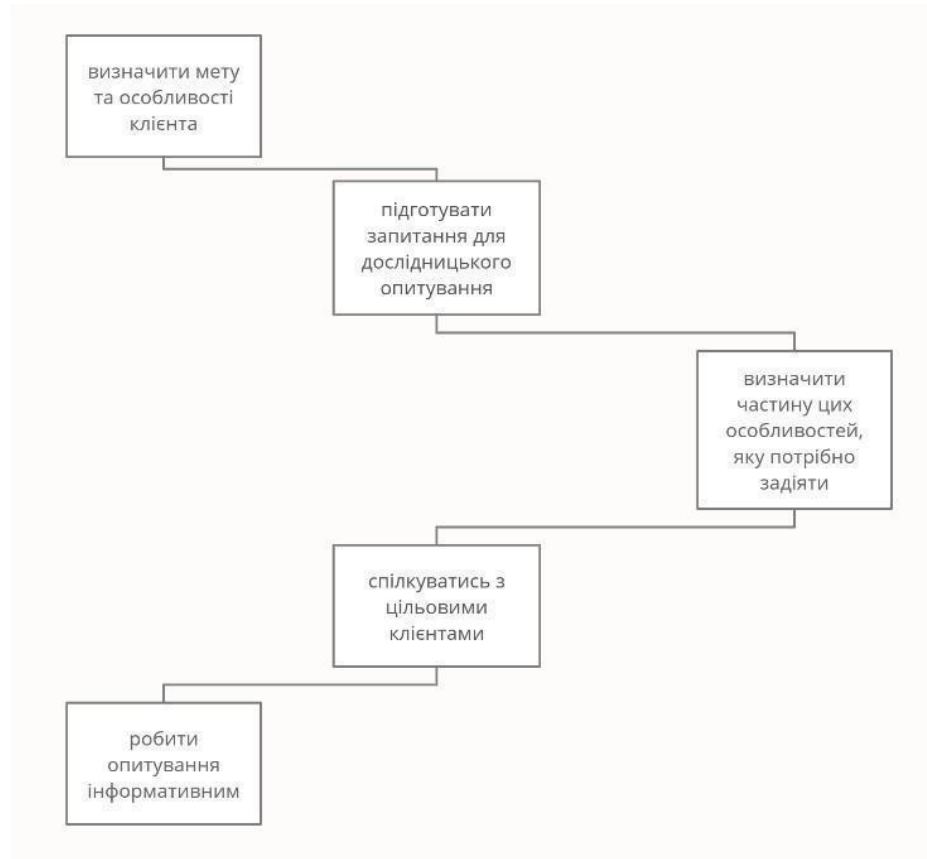 визначити мету
та особливості
клієнта
підготувати
запитання для
дослідницького
опитування
визначити
частину цих
особливостей,
яку потрібно
задіяти
спілкуватись з
цільовими
клієнтами
робити
опитування
інформативним